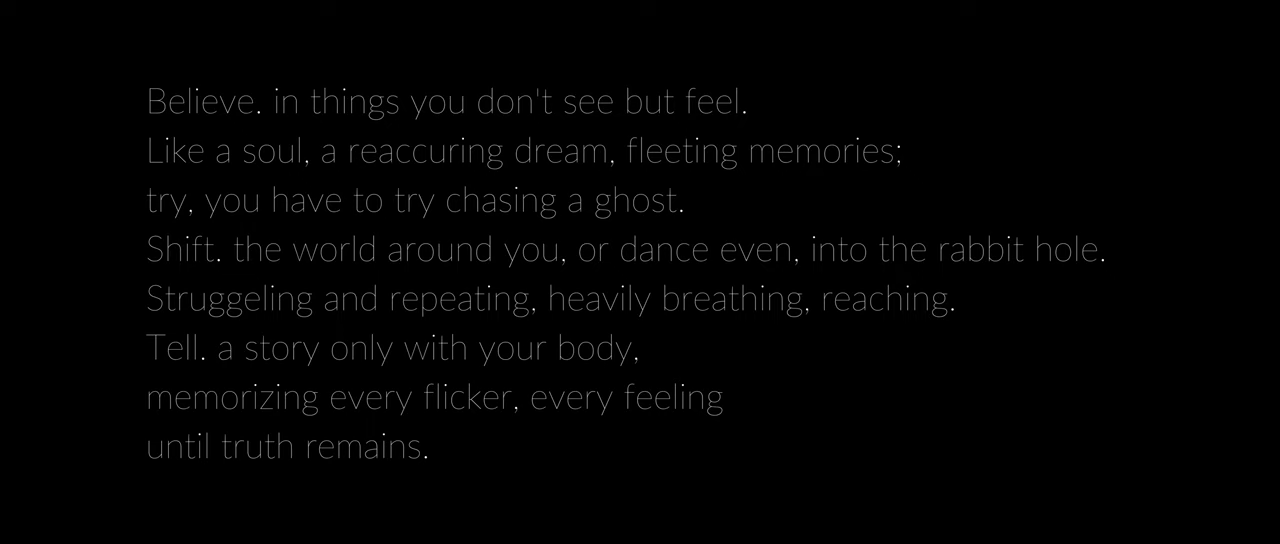 Believe. in things you don't see but feel.
Like a soul, a reaccuring dream, fleeting memories;
try, you have to try chasing a ghost.
Shift. the world around you, or dance even, into the rabbit hole.
Struggeling and repeating, heavily breathing, reaching.
Tell. a story only with your body,
memorizing every flicker, every feeling
until truth remains.